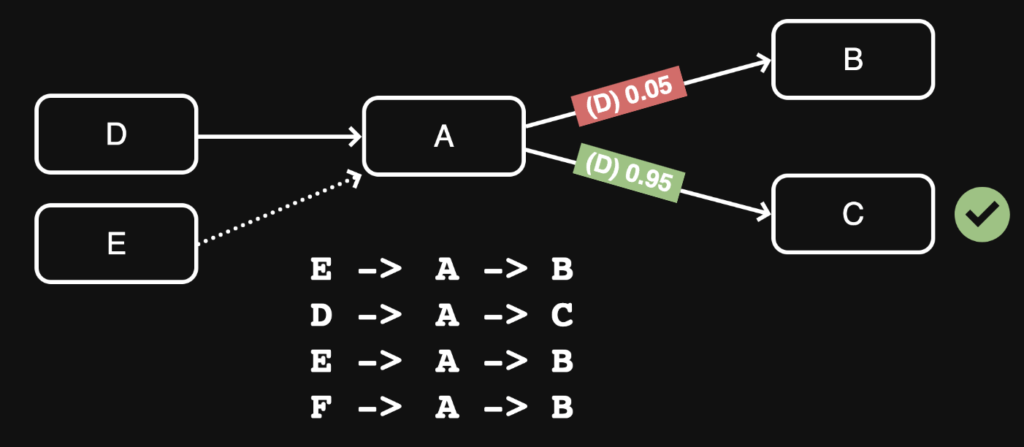 B
(D) 0.05
D
A
(D) 0.95
C
E
E -> A -> B
D -> A -> C
E -> A -> B
F -> A -> B